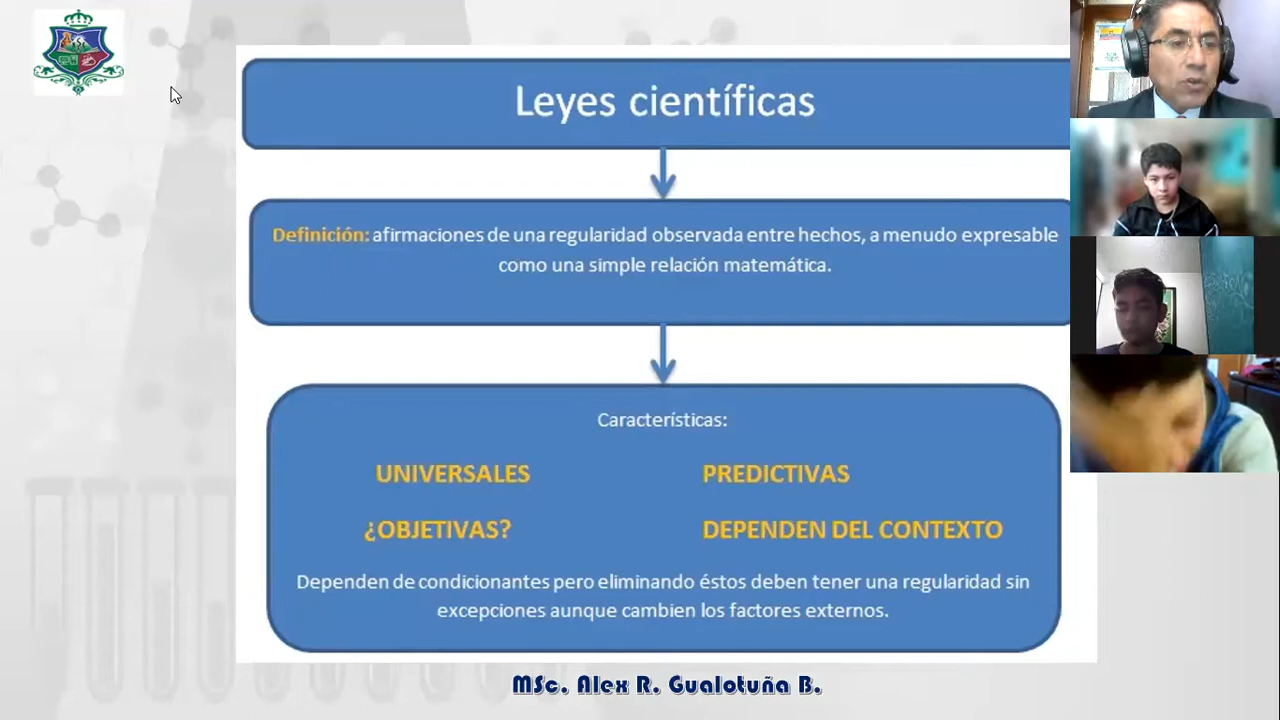 Leyes científicas
Definición: afirmaciones de una regularidad observada entre hechos, a menudo expresable
como una simple relación matemática.
Características:
UNIVERSALES PREDICTIVAS
¿OBJETIVAS? DEPENDEN DEL CONTEXTO
Dependen de condicionantes pero eliminando éstos deben tener una regularidad sin
excepciones aunque cambien los factores externos.
MSc. Alex R. Gualotuña B.